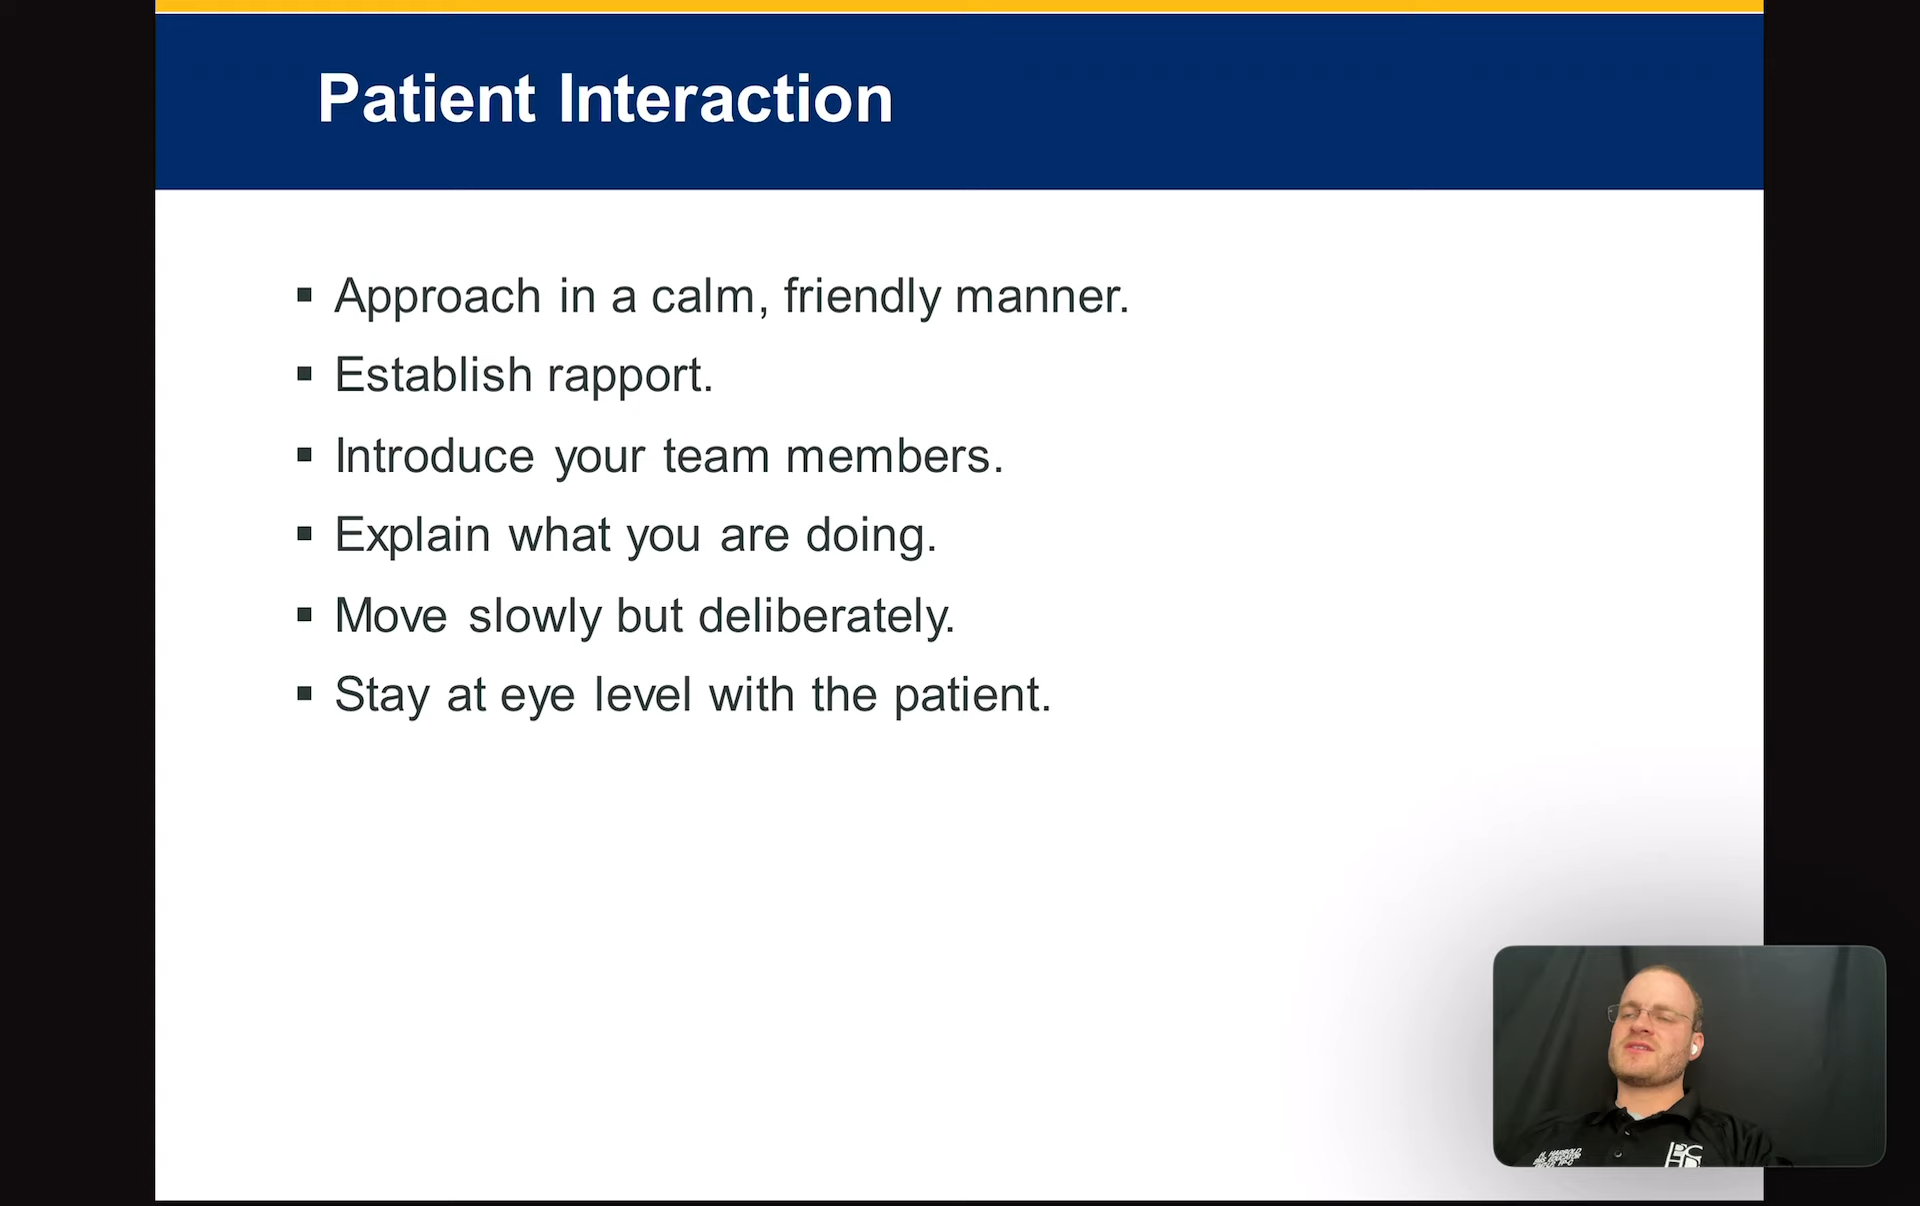 Patient Interaction
▪ Approach in a calm, friendly manner.
▪ Establish rapport.
▪ Introduce your team members.
▪ Explain what you are doing.
▪ Move slowly but deliberately.
▪ Stay at eye level with the patient.